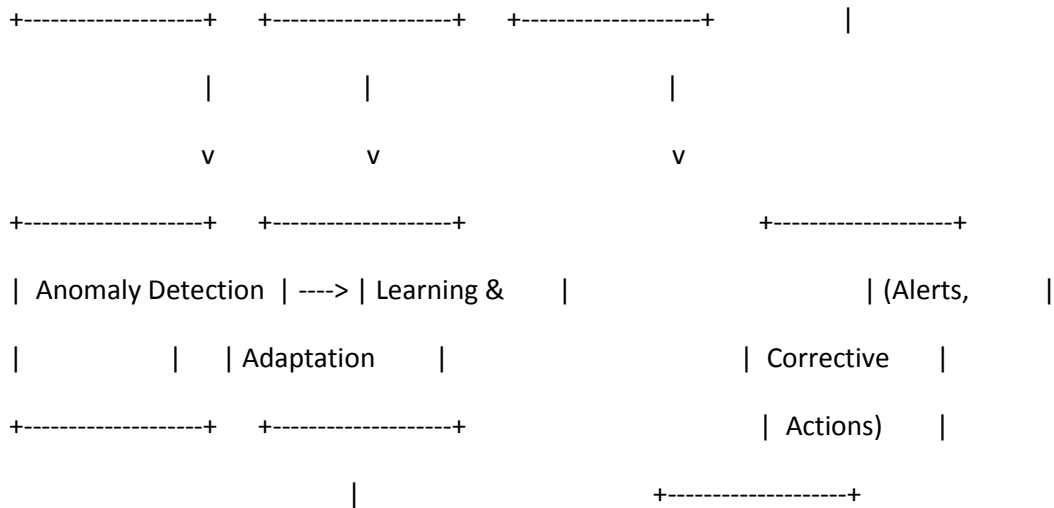 +--------------------+ +--------------------+ +--------------------+ |
| | |
v v v
+--------------------+ +--------------------+ +--------------------+
| Anomaly Detection | ----> | Learning & | | (Alerts, |
| | | Adaptation | | Corrective |
+--------------------+ +--------------------+ | Actions) |
| +--------------------+